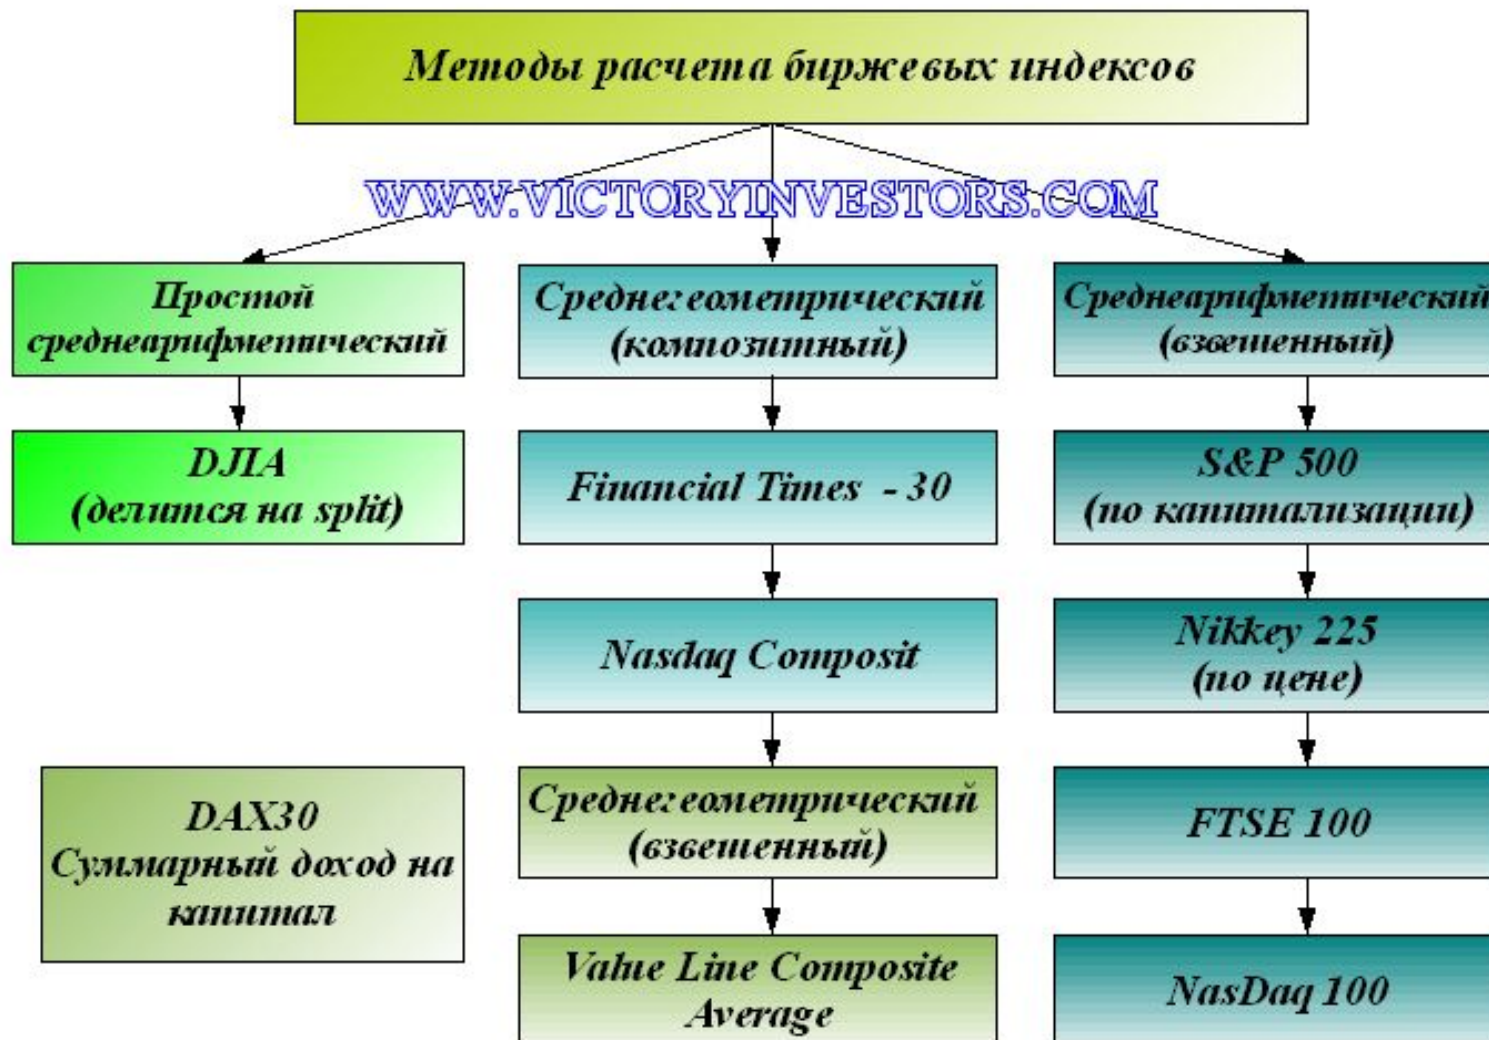 Методы расчета биржевых индексов
WWW.VICTORYINVESTORS.COM
Простой
среднеарифметический
DJIA
(делится на split)
DAX30
Суммарный доход на
капитал
Среднегеометрический
(композитный)
Financial Times - 30
Nasdaq Composit
Среднегеометрический
(взвешенный)
Value Line Composite
Average
Среднеарифметический
(взвешенный)
S&P 500
(по капитализации)
Nikkey 225
(по цене)
FTSE 100
NasDaq 100